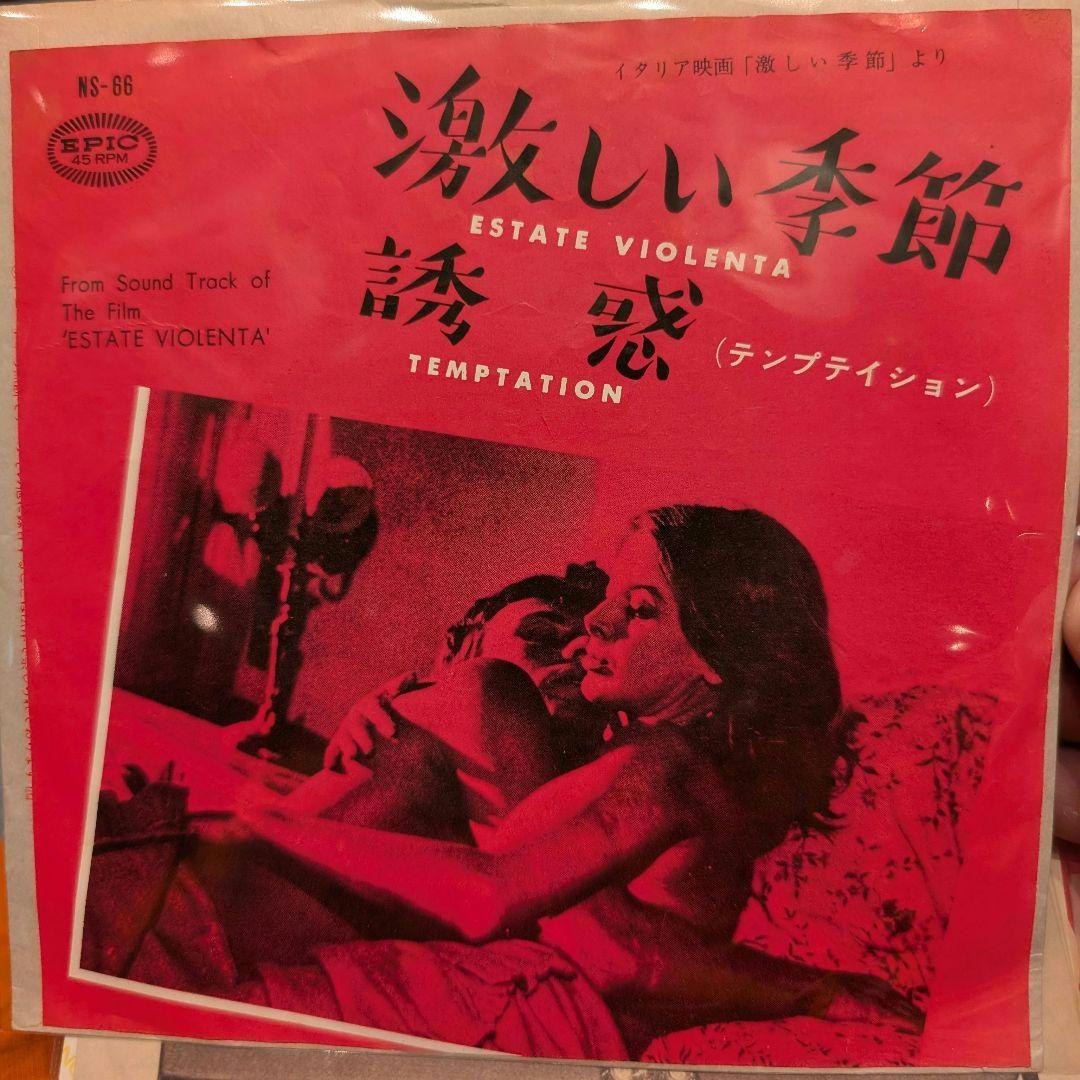 NS-66
イタリア映画「激しい季節」より
EPIC
45 RPM
激しい季節
ESTATE VIOLENTA
誘惑
(テンプテイション)
TEMPTATION
From Sound Track of
The Film
'ESTATE VIOLENTA'